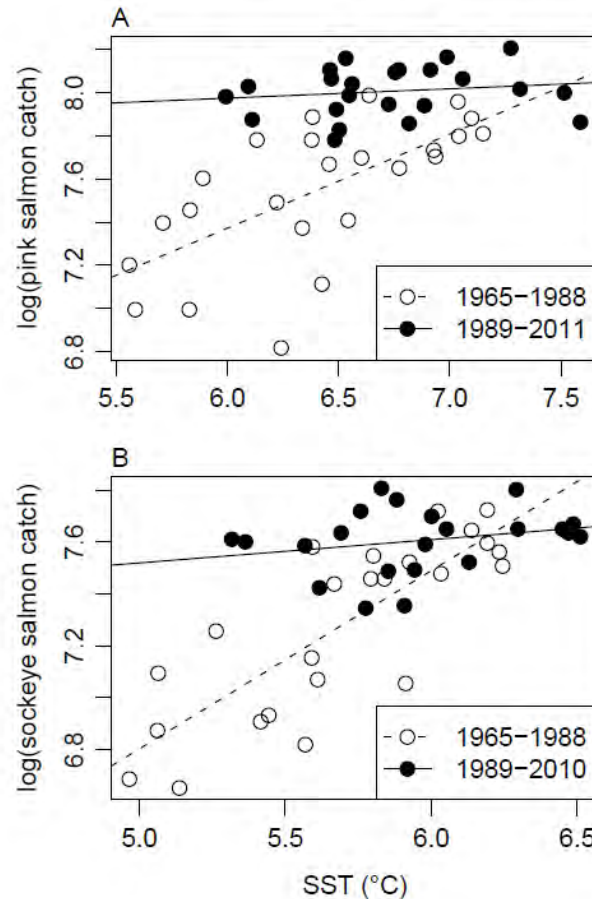 A
log(pink salmon catch)
8.0
7.6
7.2
6.8
1965−1988
1989−2011
5.5 6.0 6.5 7.0 7.5
B
log(sockeye salmon catch)
7.6
7.2
6.8
1965−1988
1989−2010
5.0 5.5 6.0 6.5
SST (°C)